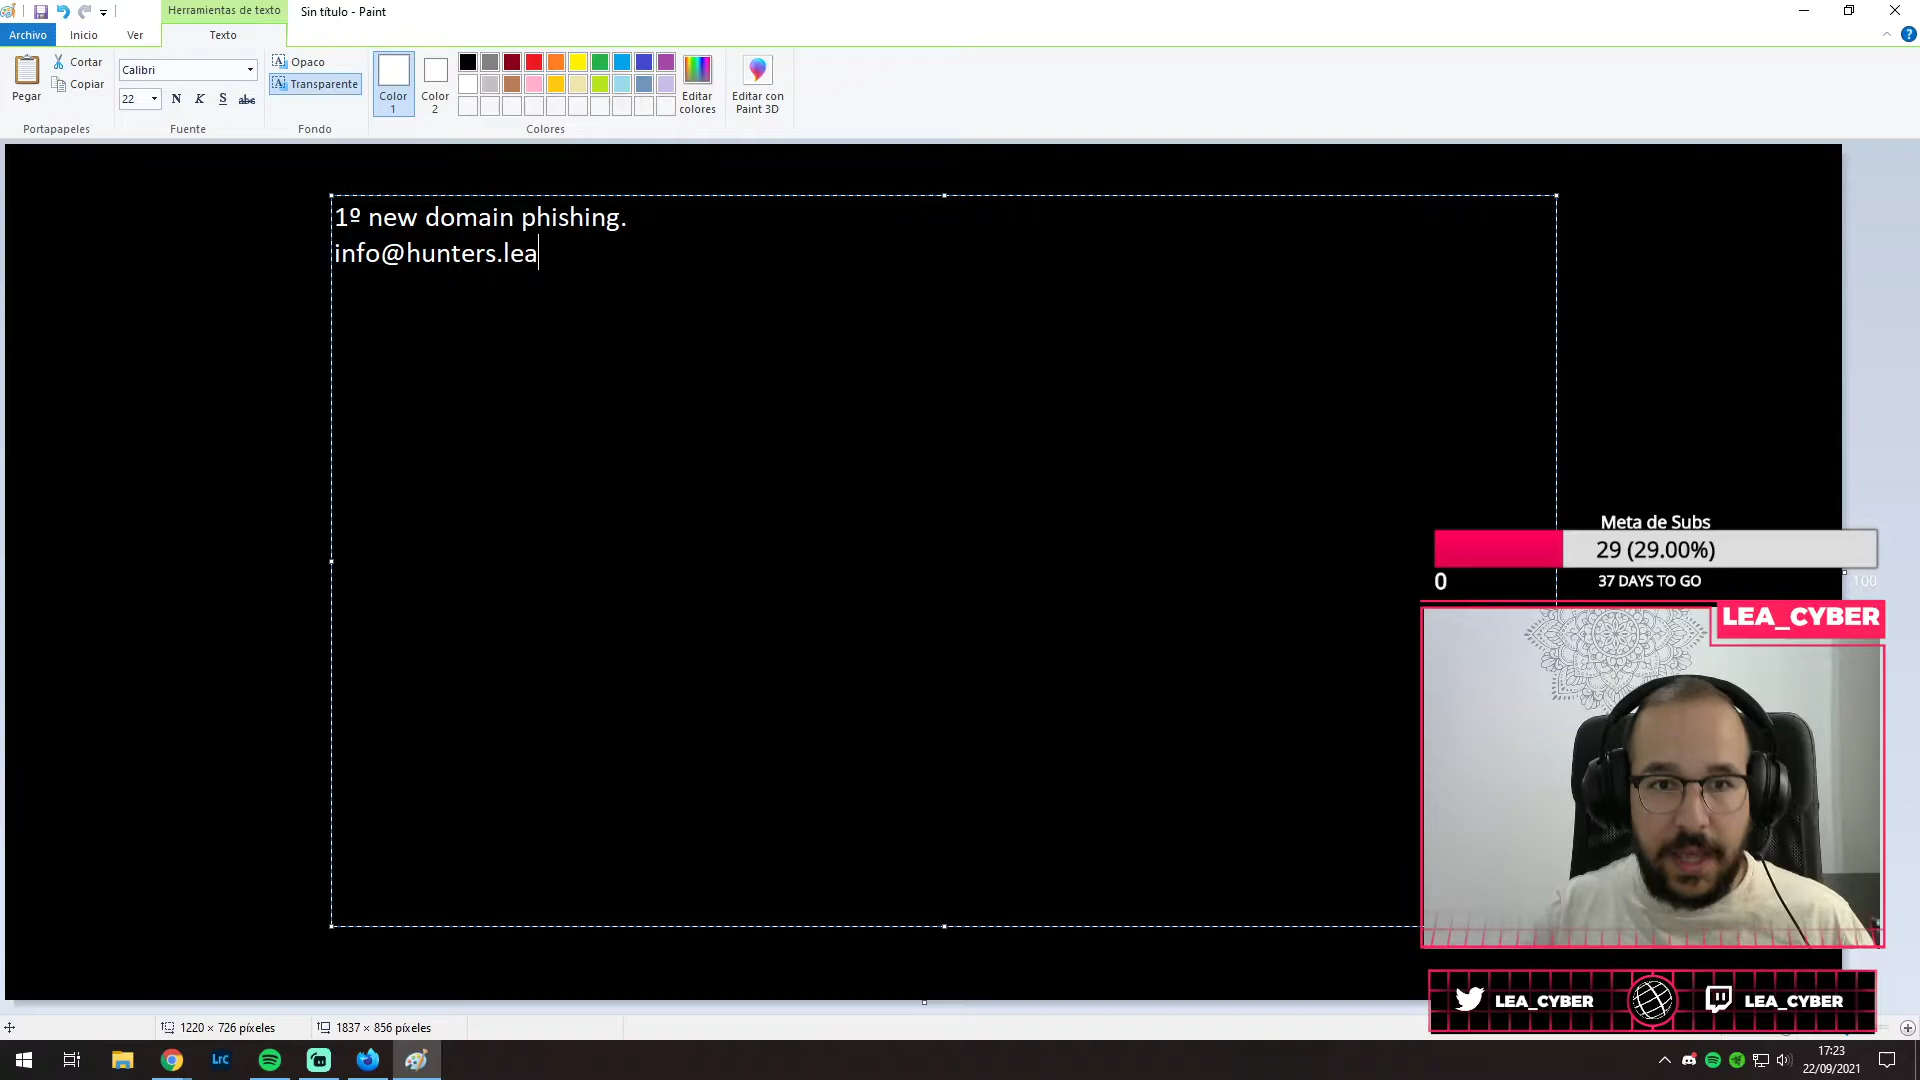 Herramientas de texto
Sin título - Paint
Archivo
Inicio
Ver
Texto
Pegar
Cortar
Copiar
Portapapeles
Calibri
22
N
K
S
abc
Fuente
Opaco
Transparente
Fondo
Color
1
Color
2
Editar
colores
Colores
Editar con
Paint 3D
1º new domain phishing.
info@hunters.lea
Meta de Subs
29 (29.00%)
0
37 DAYS TO GO
100
LEA_CYBER
LEA_CYBER
LEA_CYBER
1220 × 726 píxeles
1837 × 856 píxeles
Lrc
17:23
22/09/2021